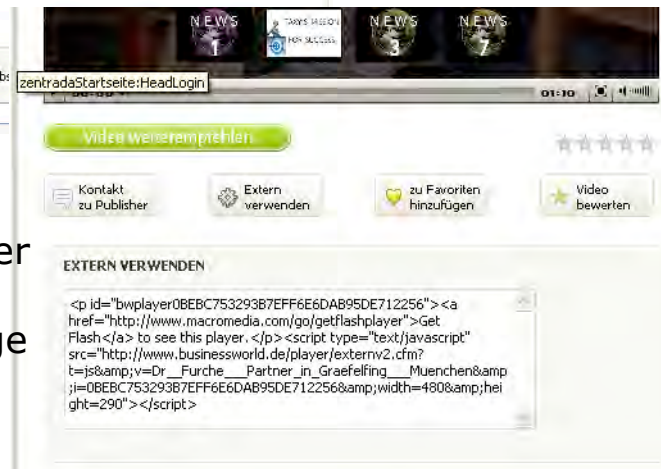 NEWS
1
TAXYS MISSION
FOR SUCCESS
NEWS
3
NEWS
7
bs
zentradaStartseite:HeadLogin
01:10
Video weiterempfehlen
Kontakt
zu Publisher
Extern
verwenden
zu Favoriten
hinzufügen
Video
bewerten
er
ge
EXTERN VERWENDEN
<p id="bwplayer0BEBC753293B7EFF6E6DAB95DE712256"><a
href="http://www.macromedia.com/go/getflashplayer">Get
Flash</a> to see this player.</p><script type="text/javascript"
src="http://www.businessworld.de/player/externv2.cfm?
t=js&amp;v=Dr__Furche___Partner_in_Graefelfing___Muenchen&amp
;i=0BEBC753293B7EFF6E6DAB95DE712256&amp;width=480&amp;hei
ght=290"></script>